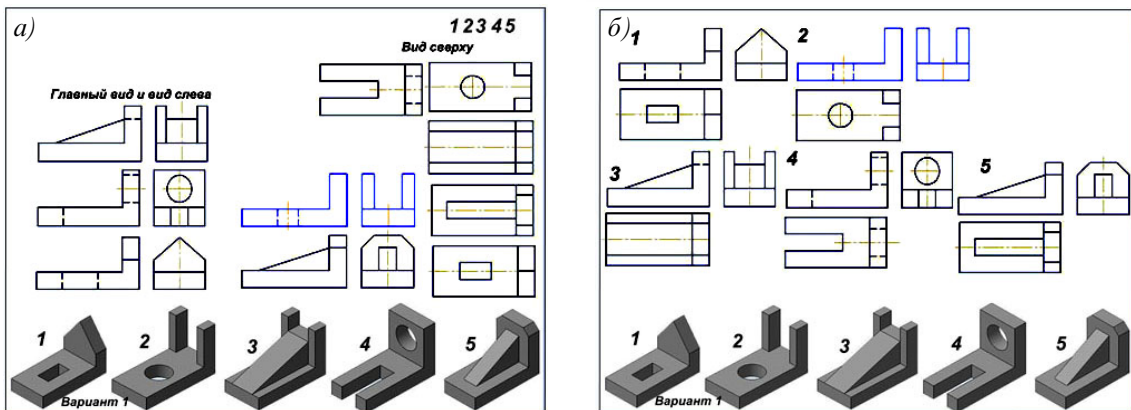 а)
1 2 3 4 5
Вид сверху
Главный вид и вид слева
1 2 3 4 5
Вариант 1
б)
1 2
3 4 5
1 2 3 4 5
Вариант 1